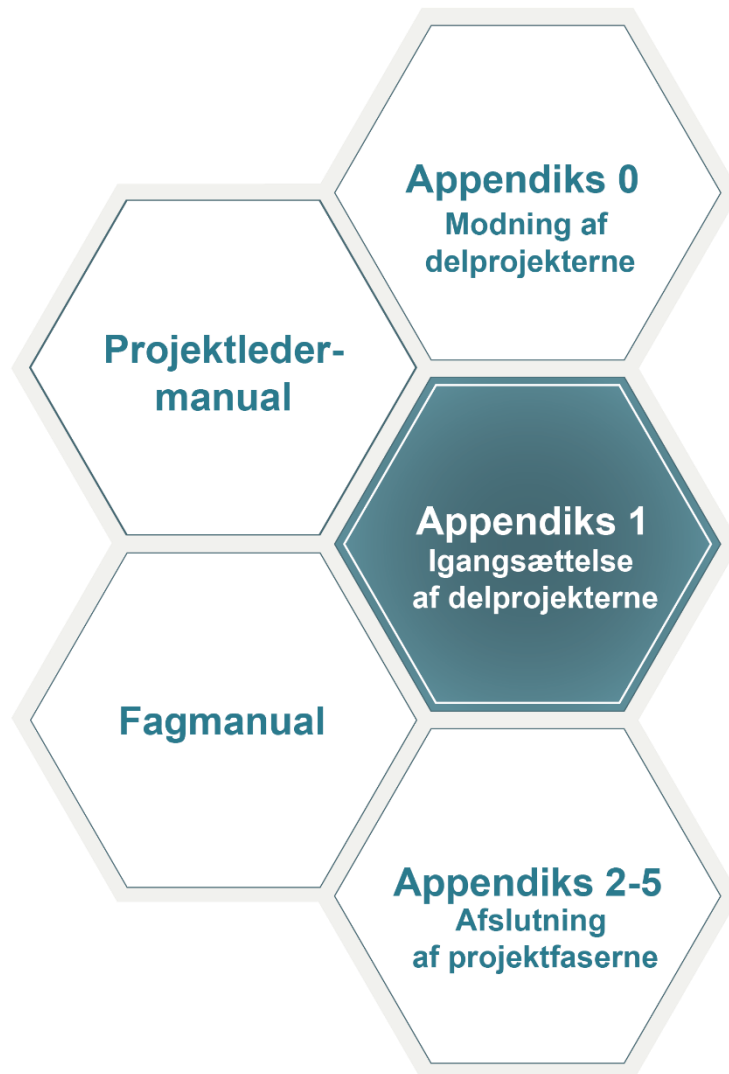 Appendiks 0
Modning af
delprojekterne
Projektleder-
manual
Appendiks 1
Igangsættelse
af delprojekterne
Fagmanual
Appendiks 2-5
Afslutning
af projektfaserne